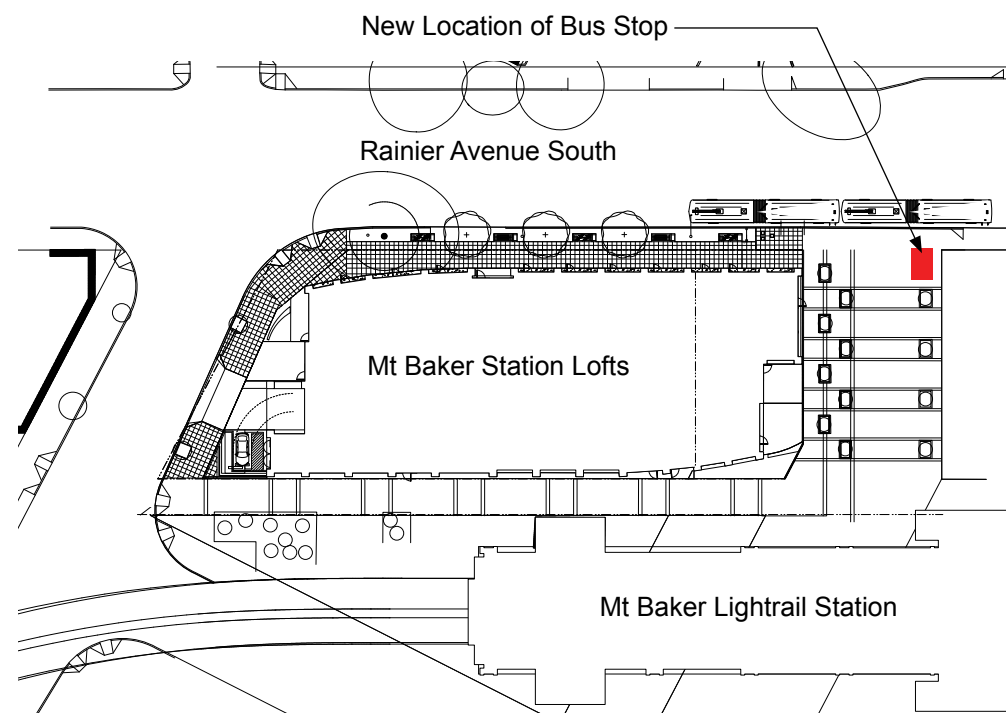 New Location of Bus Stop
Rainier Avenue South
Mt Baker Station Lofts
Mt Baker Lightrail Station